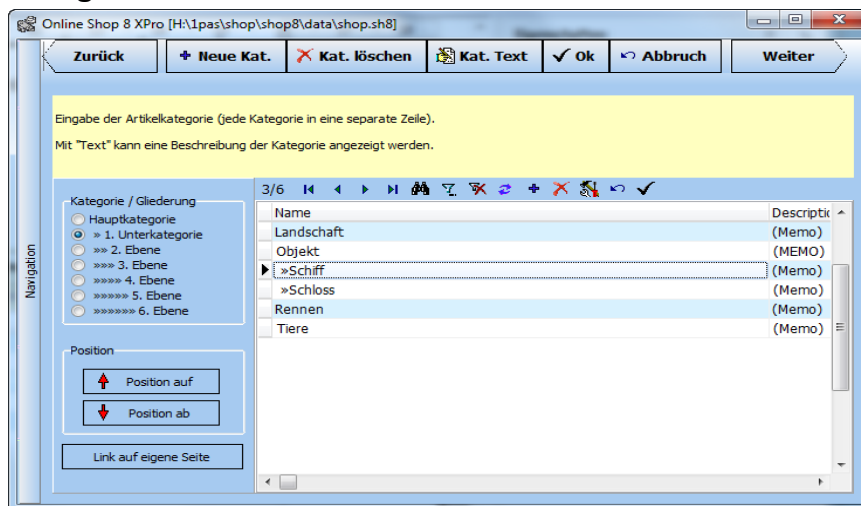 Online Shop 8 XPro [H:\1pas\shop\shop8\data\shop.sh8]
Zurück
Neue Kat.
Kat. löschen
Kat. Text
Ok
Abbruch
Weiter
Eingabe der Artikelkategorie (jede Kategorie in eine separate Zeile).
Mit "Text" kann eine Beschreibung der Kategorie angezeigt werden.
Navigation
Kategorie / Gliederung
Hauptkategorie
» 1. Unterkategorie
»» 2. Ebene
»»» 3. Ebene
»»»» 4. Ebene
»»»»» 5. Ebene
»»»»»» 6. Ebene
Position
Position auf
Position ab
Link auf eigene Seite
3/6
Name Descriptic
Landschaft (Memo)
Objekt (MEMO)
»Schiff (Memo)
»Schloss (Memo)
Rennen (Memo)
Tiere (Memo)